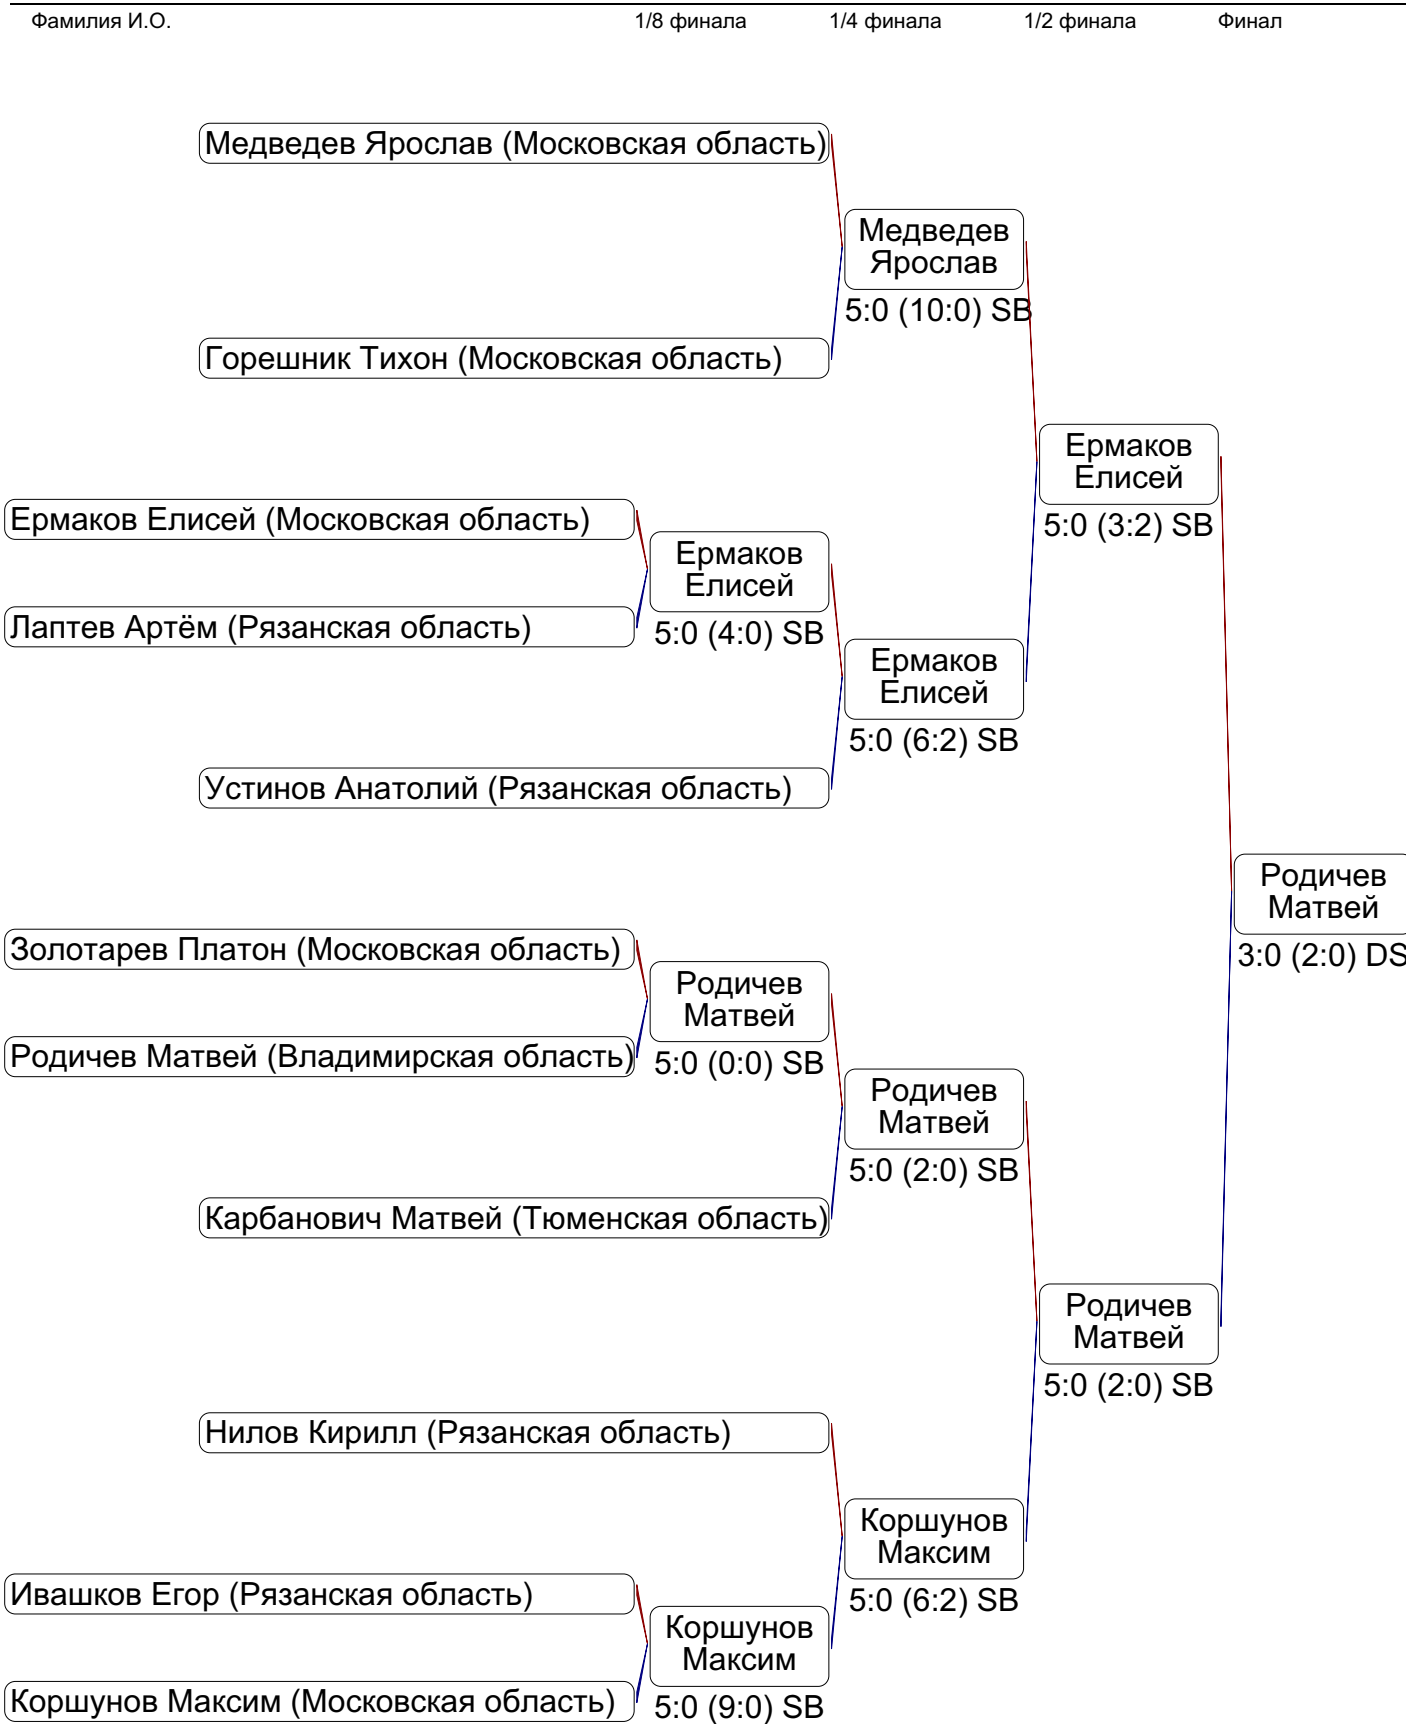 Фамилия И.О. 1/8 финала 1/4 финала 1/2 финала Финал
Медведев Ярослав (Московская область)
Медведев
Ярослав
5:0 (10:0) SB
Горешник Тихон (Московская область)
Ермаков
Елисей
5:0 (3:2) SB
Ермаков Елисей (Московская область)
Ермаков
Елисей
5:0 (4:0) SB
Лаптев Артём (Рязанская область)
Ермаков
Елисей
5:0 (6:2) SB
Устинов Анатолий (Рязанская область)
Родичев
Матвей
3:0 (2:0) DS
Золотарев Платон (Московская область)
Родичев
Матвей
5:0 (0:0) SB
Родичев Матвей (Владимирская область)
Родичев
Матвей
5:0 (2:0) SB
Карбанович Матвей (Тюменская область)
Родичев
Матвей
5:0 (2:0) SB
Нилов Кирилл (Рязанская область)
Коршунов
Максим
5:0 (6:2) SB
Ивашков Егор (Рязанская область)
Коршунов
Максим
5:0 (9:0) SB
Коршунов Максим (Московская область)